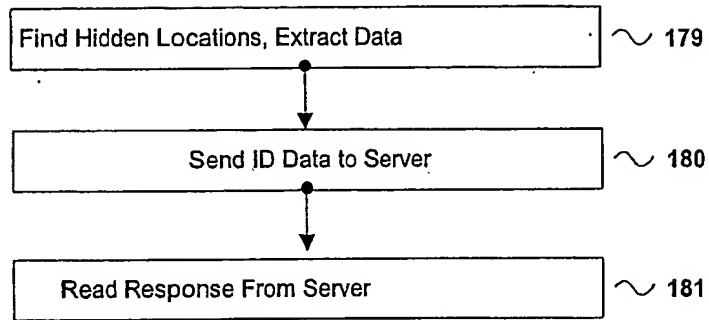 Find Hidden Locations, Extract Data 179
Send ID Data to Server 180
Read Response From Server 181